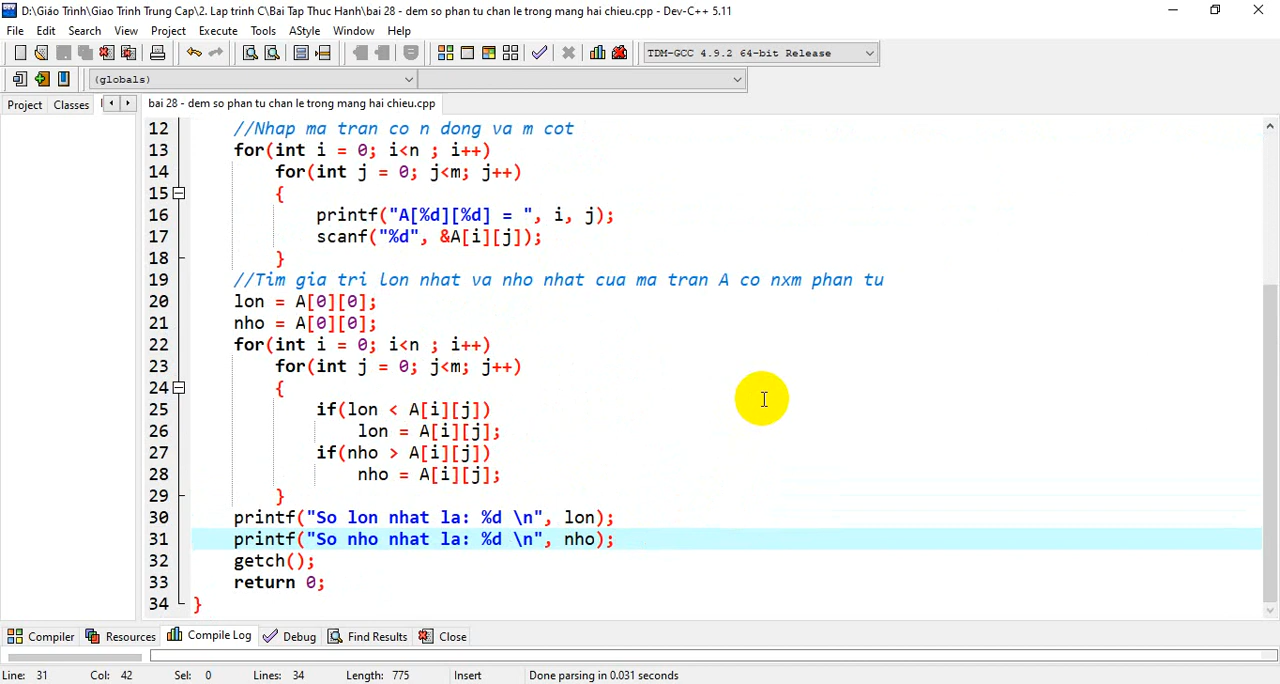 D:\Giáo Trình\Giao Trinh Trung Cap\2. Lap trinh C\Bai Tap Thuc Hanh\bai 28 - dem so phan tu chan le trong mang hai chieu.cpp - Dev-C++ 5.11
File Edit Search View Project Execute Tools AStyle Window Help
TDM-GCC 4.9.2 64-bit Release
(globals)
Project Classes
bai 28 - dem so phan tu chan le trong mang hai chieu.cpp
12 //Nhap ma tran co n dong va m cot
13 for(int i = 0; i<n ; i++)
14 for(int j = 0; j<m; j++)
15 {
16 printf("A[%d][%d] = ", i, j);
17 scanf("%d", &A[i][j]);
18 }
19 //Tim gia tri lon nhat va nho nhat cua ma tran A co nxm phan tu
20 lon = A[0][0];
21 nho = A[0][0];
22 for(int i = 0; i<n ; i++)
23 for(int j = 0; j<m; j++)
24 {
25 if(lon < A[i][j])
26 lon = A[i][j];
27 if(nho > A[i][j])
28 nho = A[i][j];
29 }
30 printf("So lon nhat la: %d \n", lon);
31 printf("So nho nhat la: %d \n", nho);
32 getch();
33 return 0;
34 }
Compiler Resources Compile Log Debug Find Results Close
Line: 31 Col: 42 Sel: 0 Lines: 34 Length: 775 Insert Done parsing in 0.031 seconds